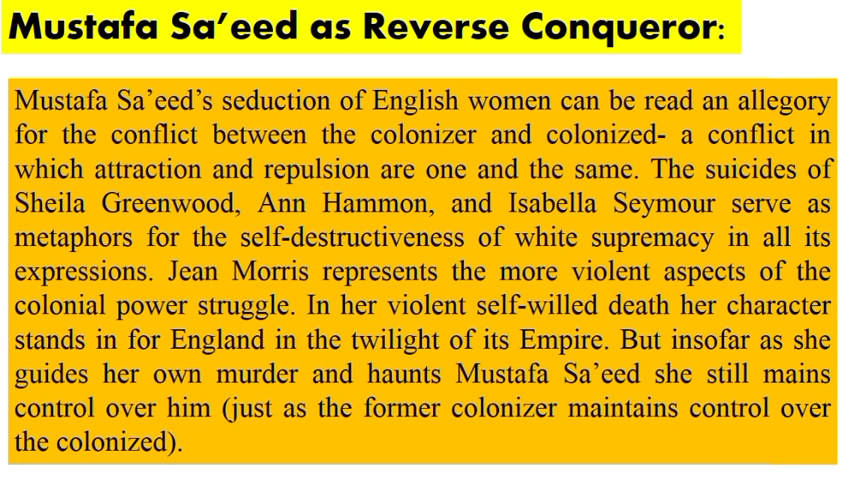 Mustafa Sa’eed as Reverse Conqueror:
Mustafa Sa’eed’s seduction of English women can be read an allegory
for the conflict between the colonizer and colonized- a conflict in
which attraction and repulsion are one and the same. The suicides of
Sheila Greenwood, Ann Hammon, and Isabella Seymour serve as
metaphors for the self-destructiveness of white supremacy in all its
expressions. Jean Morris represents the more violent aspects of the
colonial power struggle. In her violent self-willed death her character
stands in for England in the twilight of its Empire. But insofar as she
guides her own murder and haunts Mustafa Sa’eed she still mains
control over him (just as the former colonizer maintains control over
the colonized).